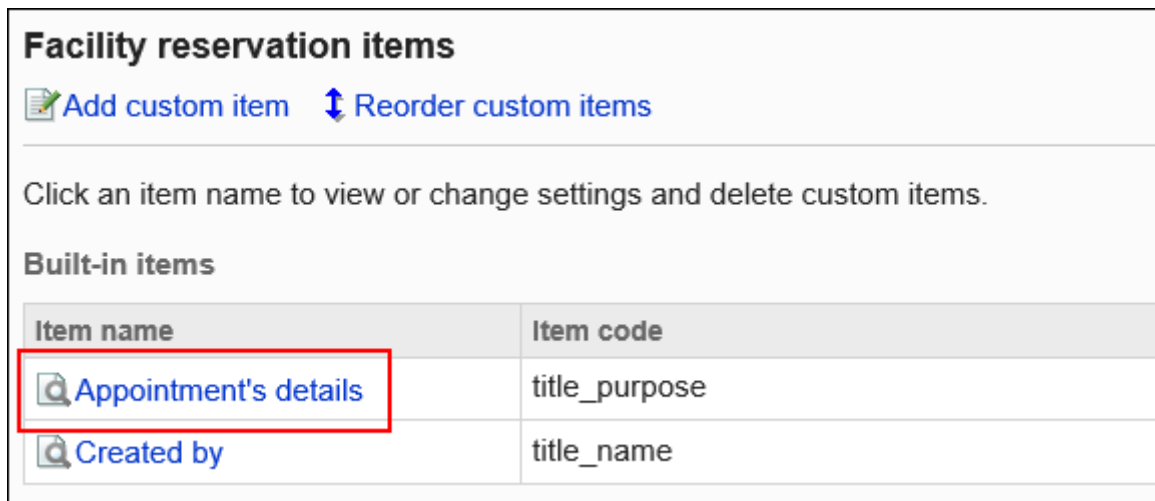 Facility reservation items
Add custom item Reorder custom items
Click an item name to view or change settings and delete custom items.
Built-in items
Item name Item code
Appointment's details title_purpose
Created by title_name